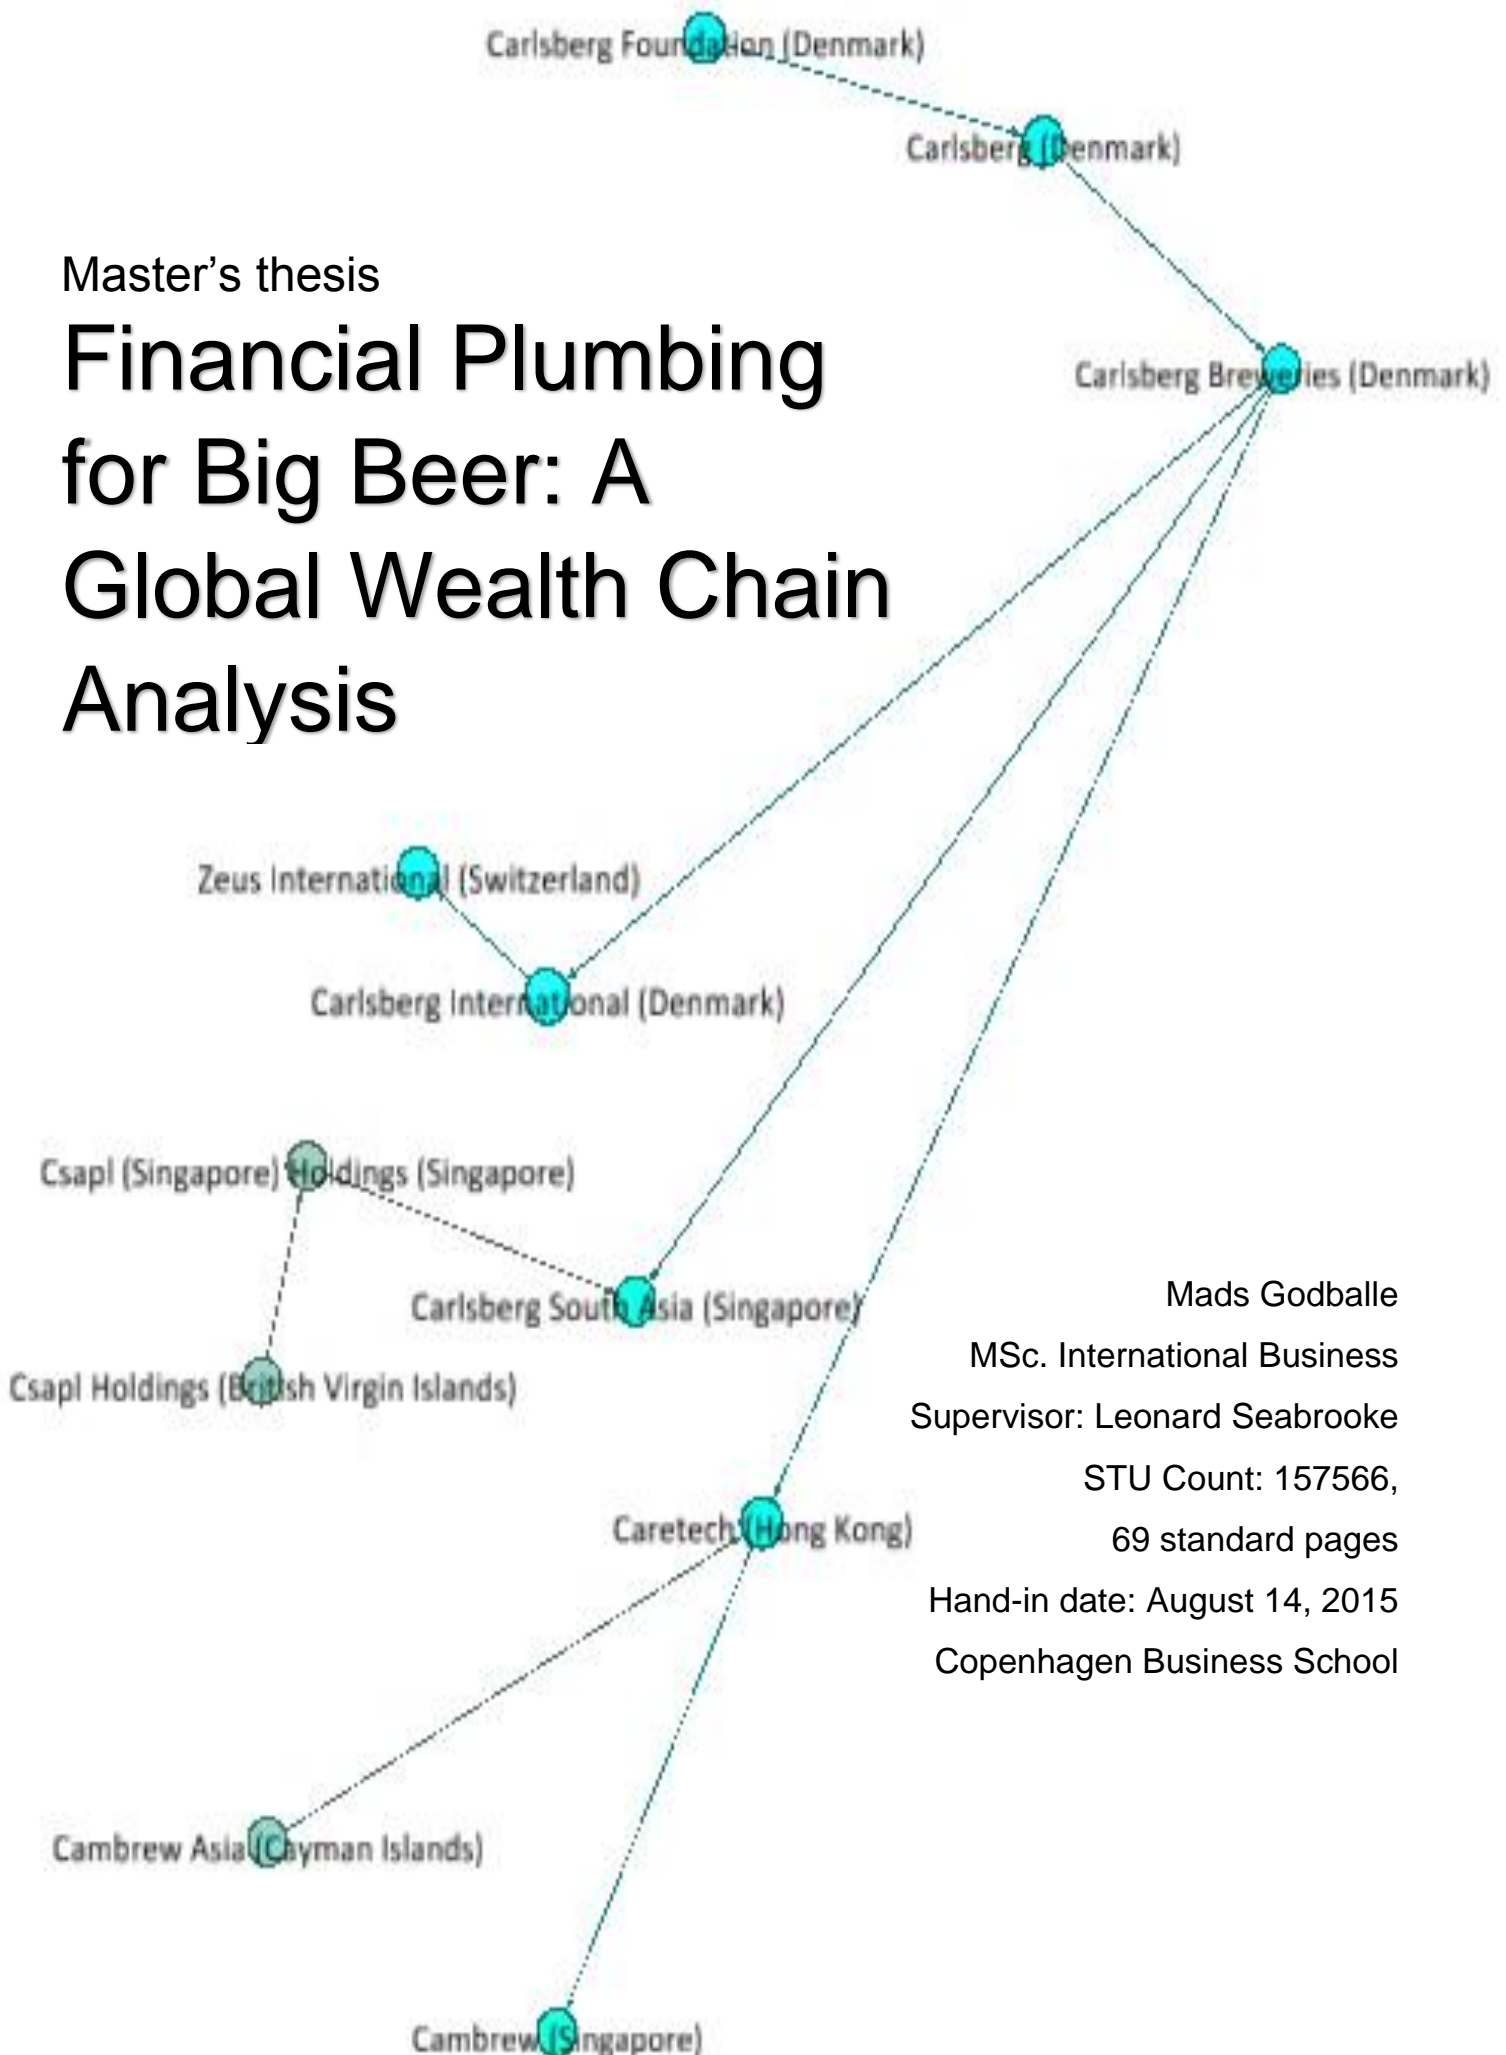 Carlsberg Foundation (Denmark)
Carlsberg (Denmark)
Master's thesis
Financial Plumbing
for Big Beer: A
Global Wealth Chain
Analysis
Carlsberg Breweries (Denmark)
Zeus International (Switzerland)
Carlsberg International (Denmark)
Csapl (Singapore) Holdings (Singapore)
Carlsberg South Asia (Singapore)
Csapl Holdings (British Virgin Islands)
Mads Godballe
MSc. International Business
Supervisor: Leonard Seabrooke
STU Count: 157566,
69 standard pages
Hand-in date: August 14, 2015
Copenhagen Business School
Caretech (Hong Kong)
Cambrew Asia (Cayman Islands)
Cambrew (Singapore)